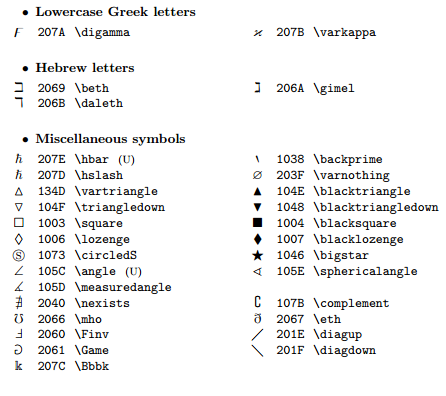 • Lowercase Greek letters
ϝ 207A \digamma ϰ 207B \varkappa
• Hebrew letters
ℶ 2069 \beth ℷ 206A \gimel
ℸ 206B \daleth
• Miscellaneous symbols
ℏ 207E \hbar (U) ‵ 1038 \backprime
ℏ 207D \hslash ∅ 203F \varnothing
△ 134D \vartriangle ▲ 104E \blacktriangle
▽ 104F \triangledown ▼ 1048 \blacktriangledown
□ 1003 \square ■ 1004 \blacksquare
◊ 1006 \lozenge ⧫ 1007 \blacklozenge
Ⓢ 1073 \circledS ★ 1046 \bigstar
∠ 105C \angle (U) ∢ 105E \sphericalangle
∡ 105D \measuredangle
∄ 2040 \nexists ∁ 107B \complement
℧ 2066 \mho ð 2067 \eth
Ⅎ 2060 \Finv ╱ 201E \diagup
⅁ 2061 \Game ╲ 201F \diagdown
𝕜 207C \Bbbk